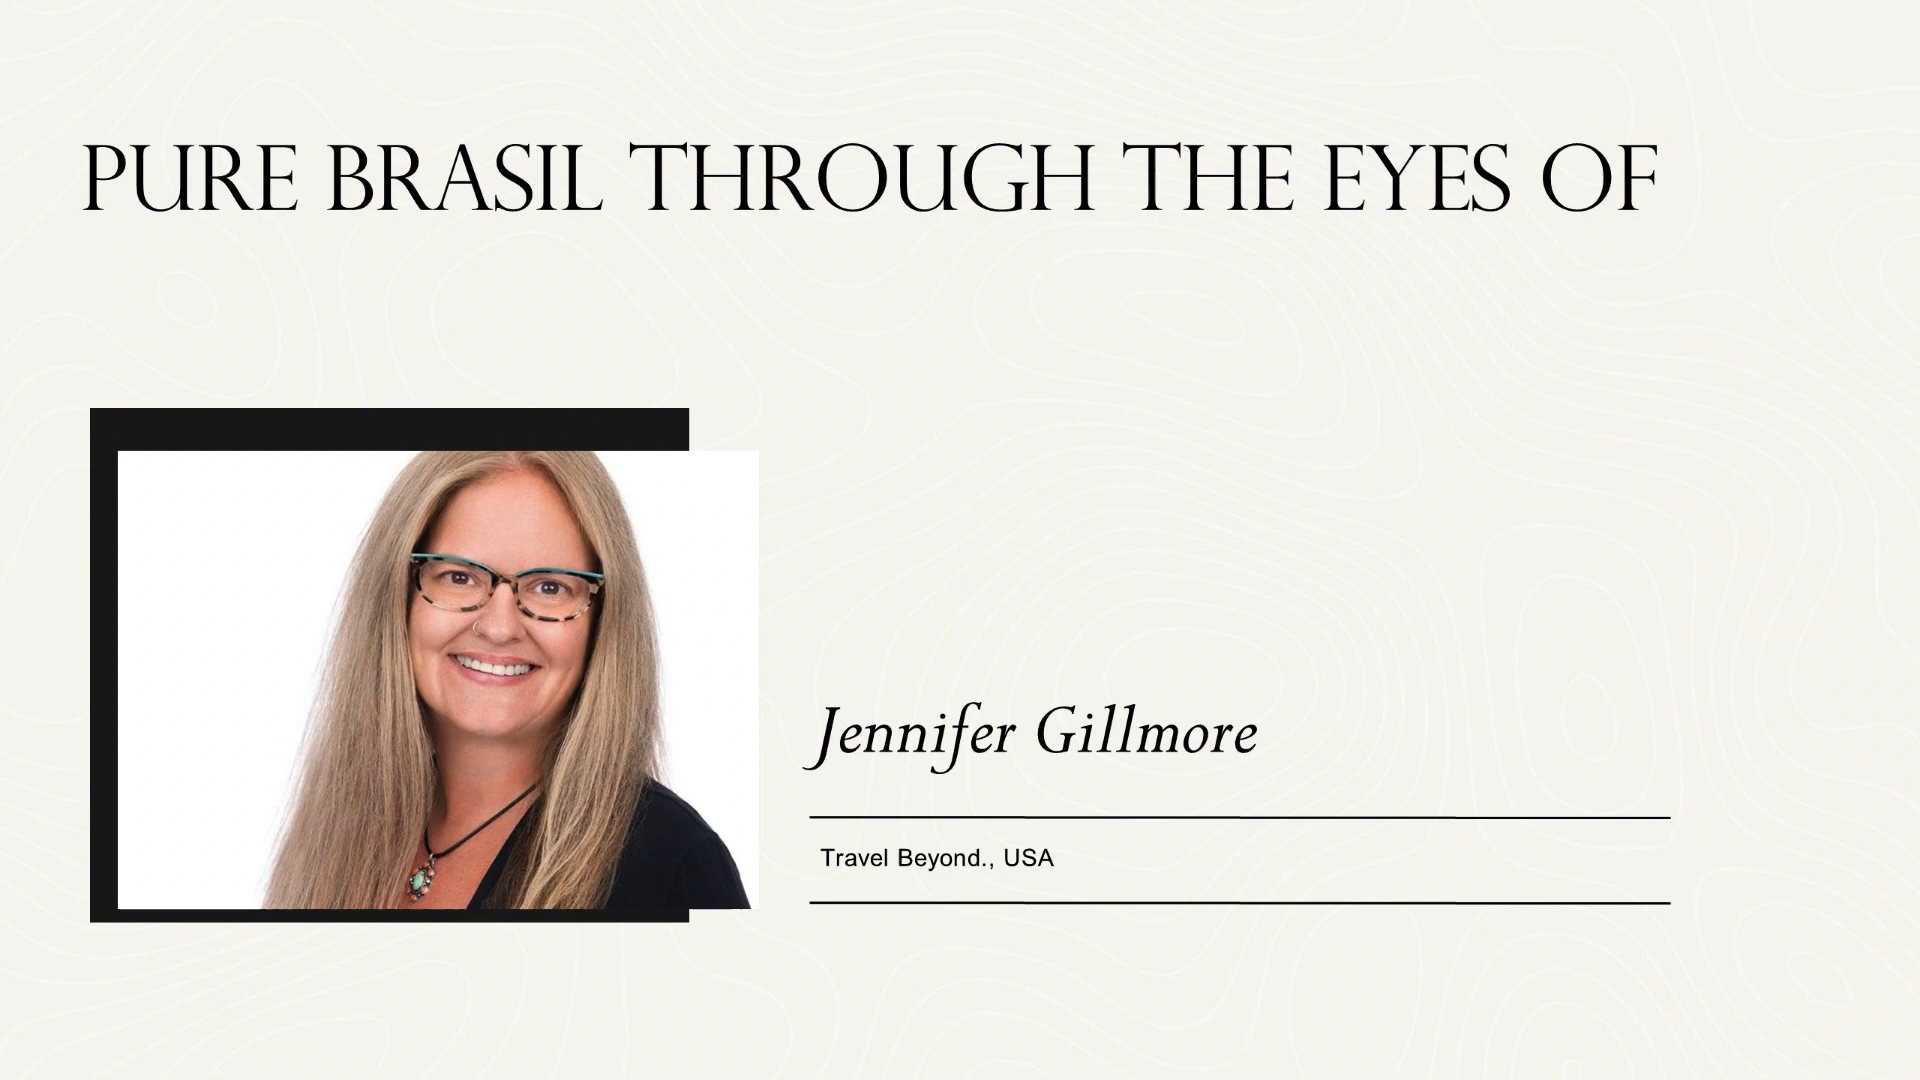 PURE BRASIL THROUGH THE EYES OF
Jennifer Gillmore
Travel Beyond., USA